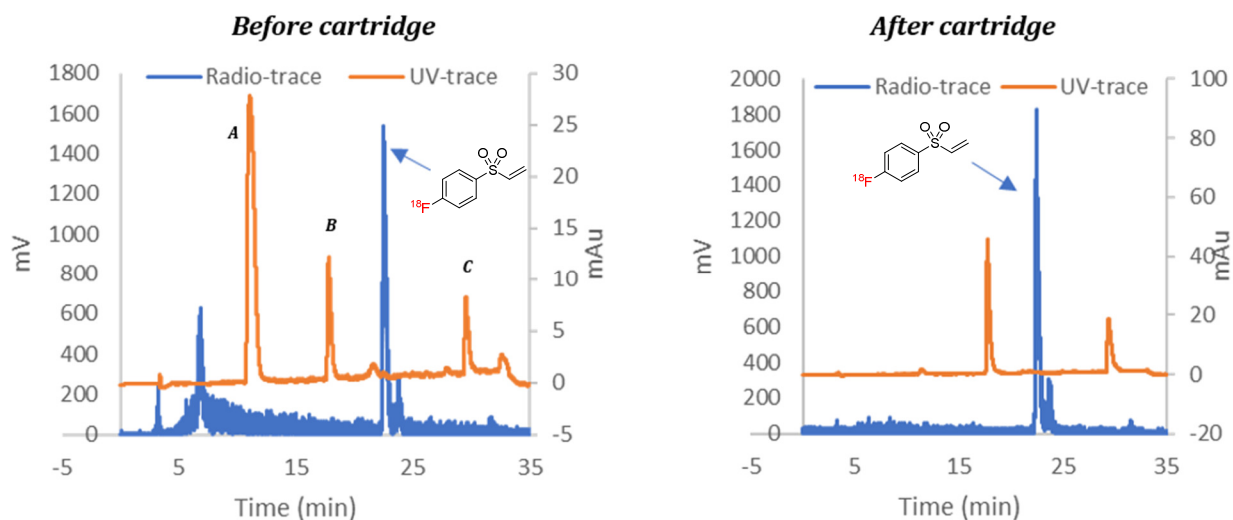 Before cartridge
Radio-trace UV-trace
1800
1600
1400
1200
1000
800
600
400
200
0
mV
30
25
20
15
10
5
0
-5
mAu
A
B
C
O O
S
18F
-5 5 15 25 35
Time (min)
After cartridge
Radio-trace UV-trace
2000
1800
1600
1400
1200
1000
800
600
400
200
0
mV
100
80
60
40
20
0
-20
mAu
O O
S
18F
-5 5 15 25 35
Time (min)